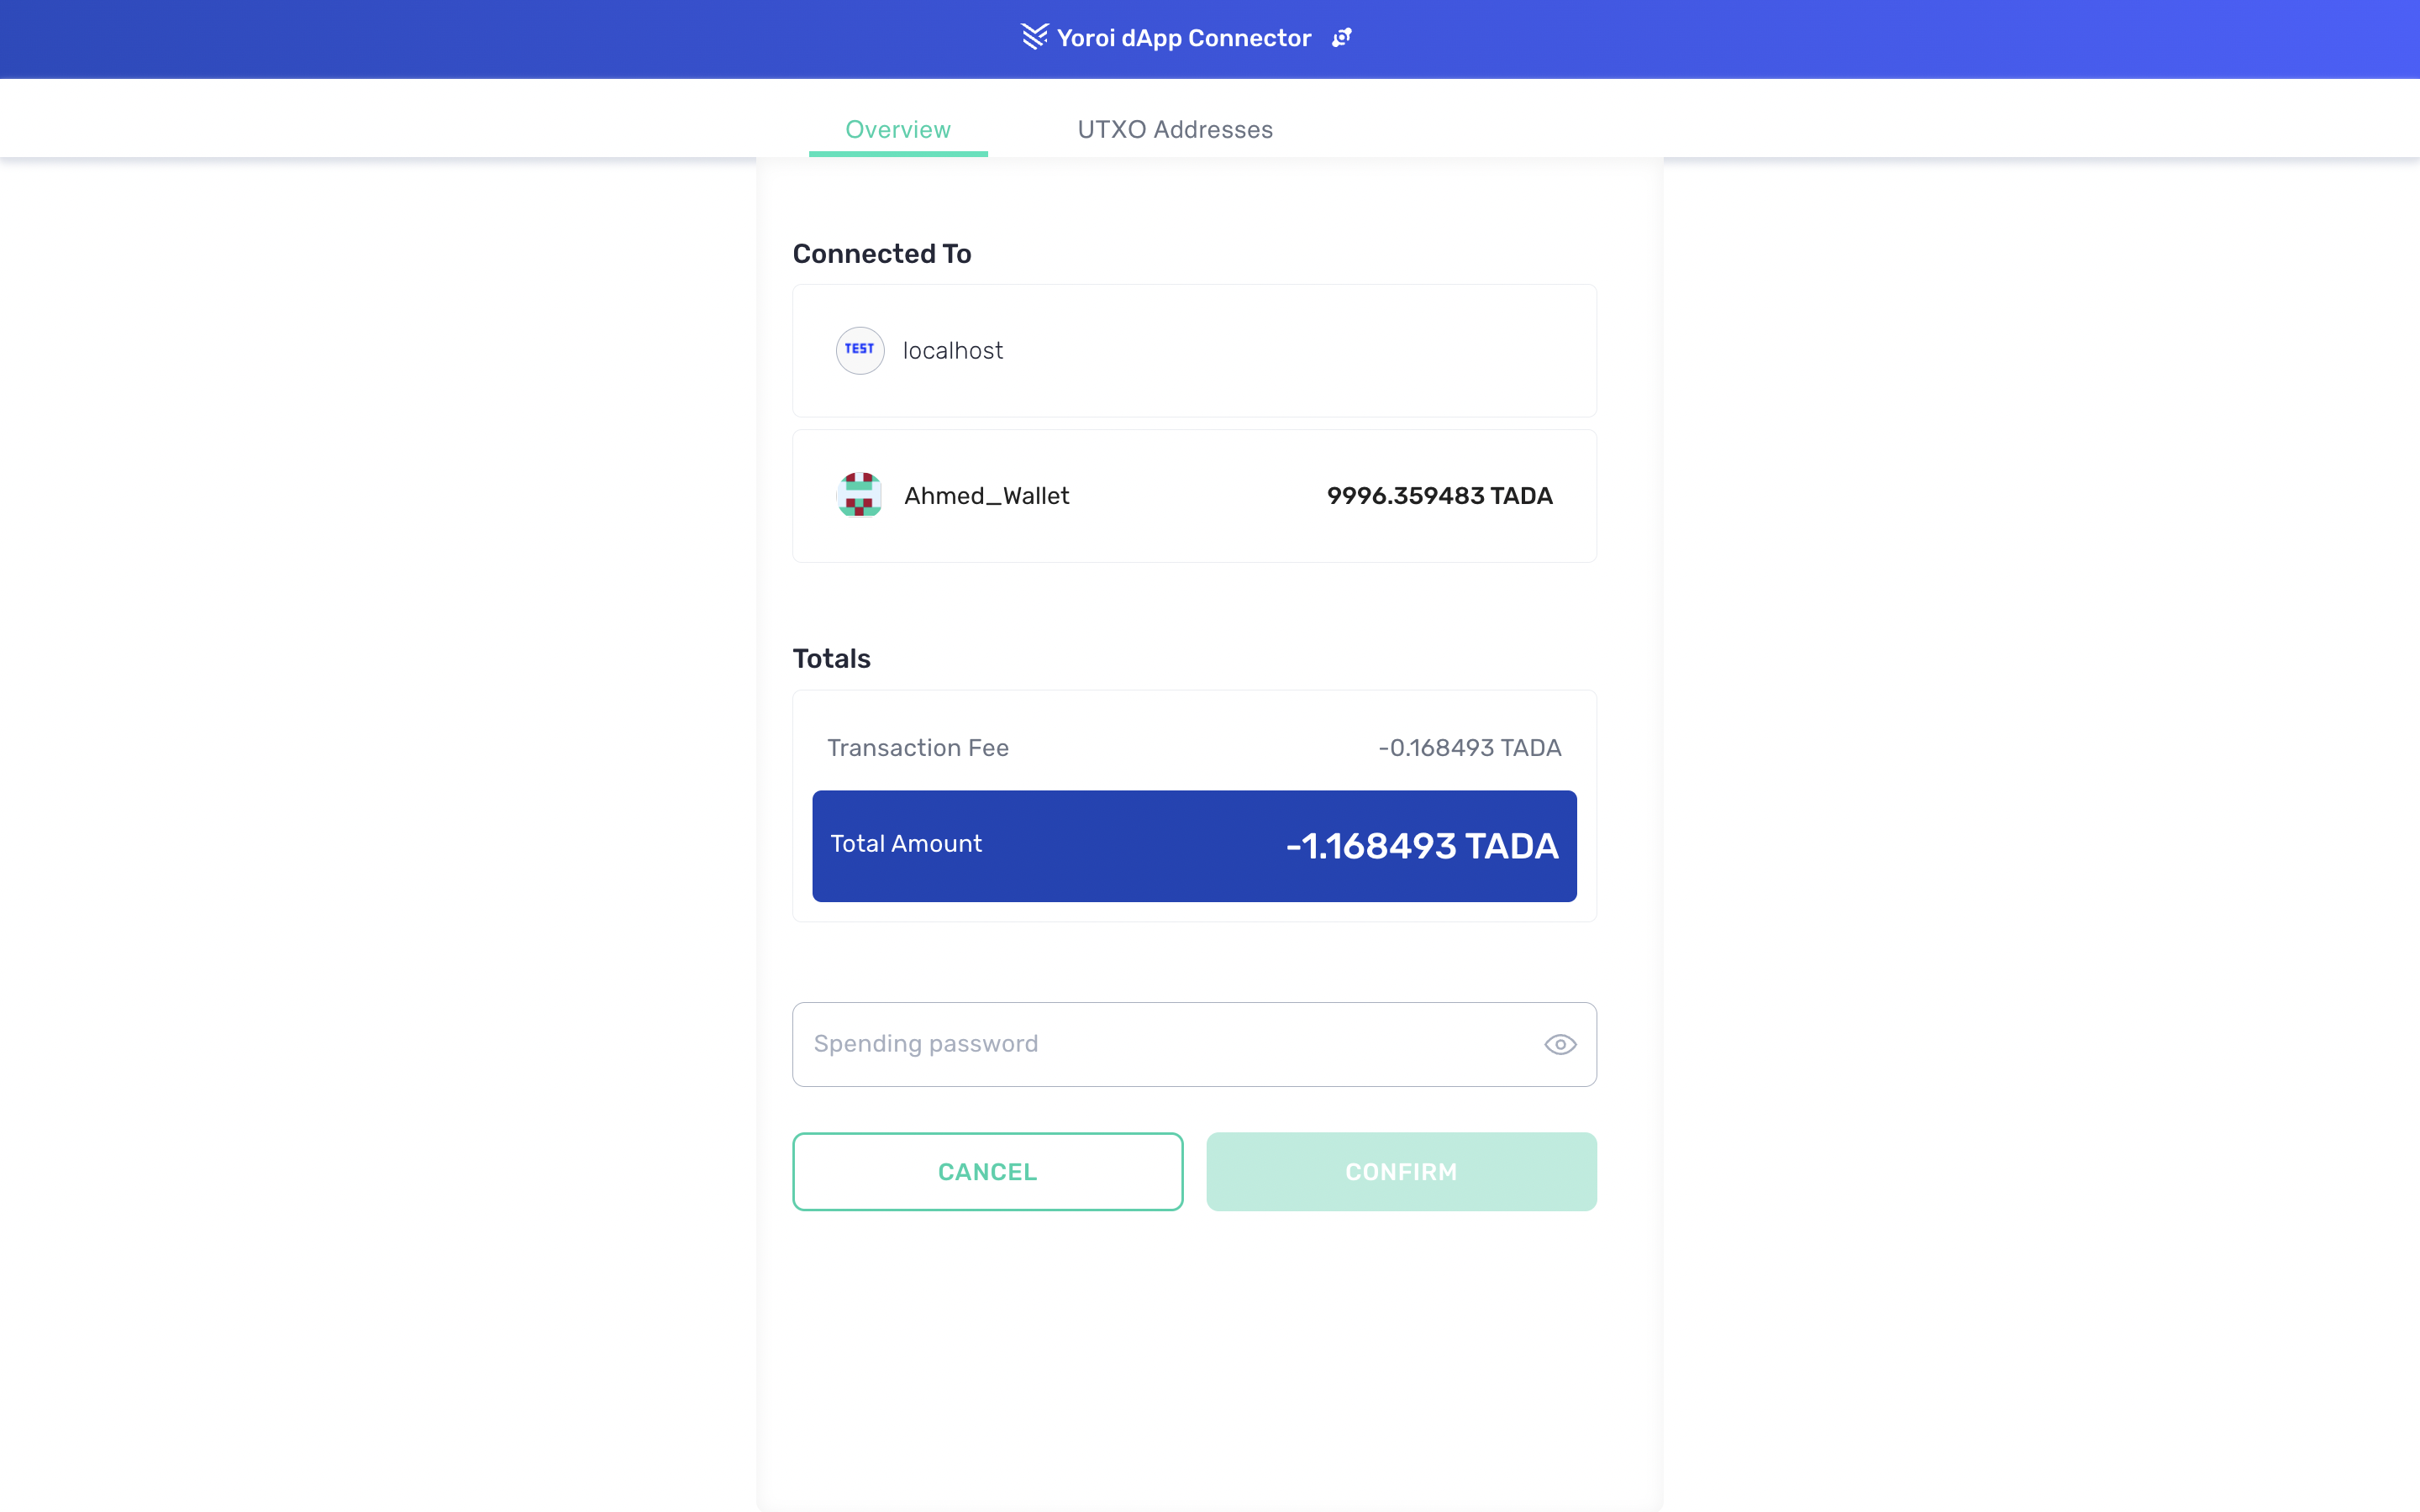 Yoroi dApp Connector
Overview
UTXO Addresses
Connected To
TEST
localhost
Ahmed_Wallet
9996.359483 TADA
Totals
Transaction Fee
-0.168493 TADA
Total Amount
-1.168493 TADA
Spending password
CANCEL
CONFIRM